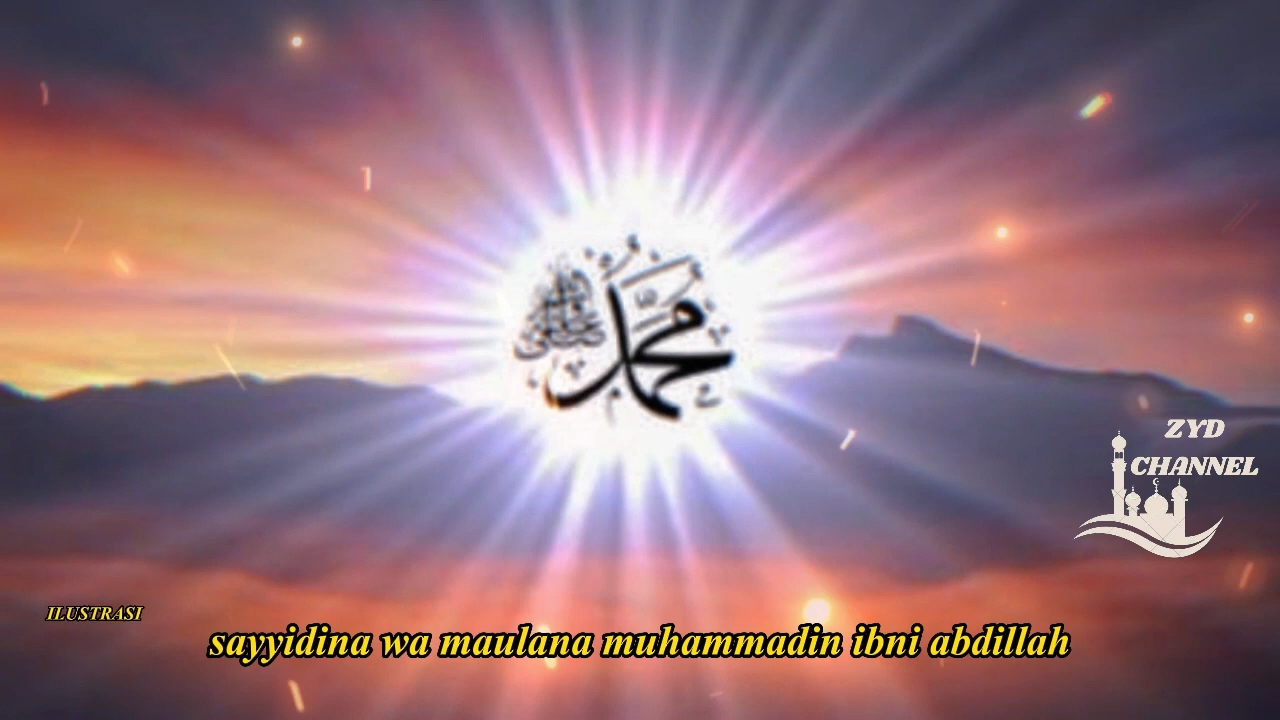 محمد
ZYD
CHANNEL
ILUSTRASI
sayyidina wa maulana muhammadin ibni abdillah